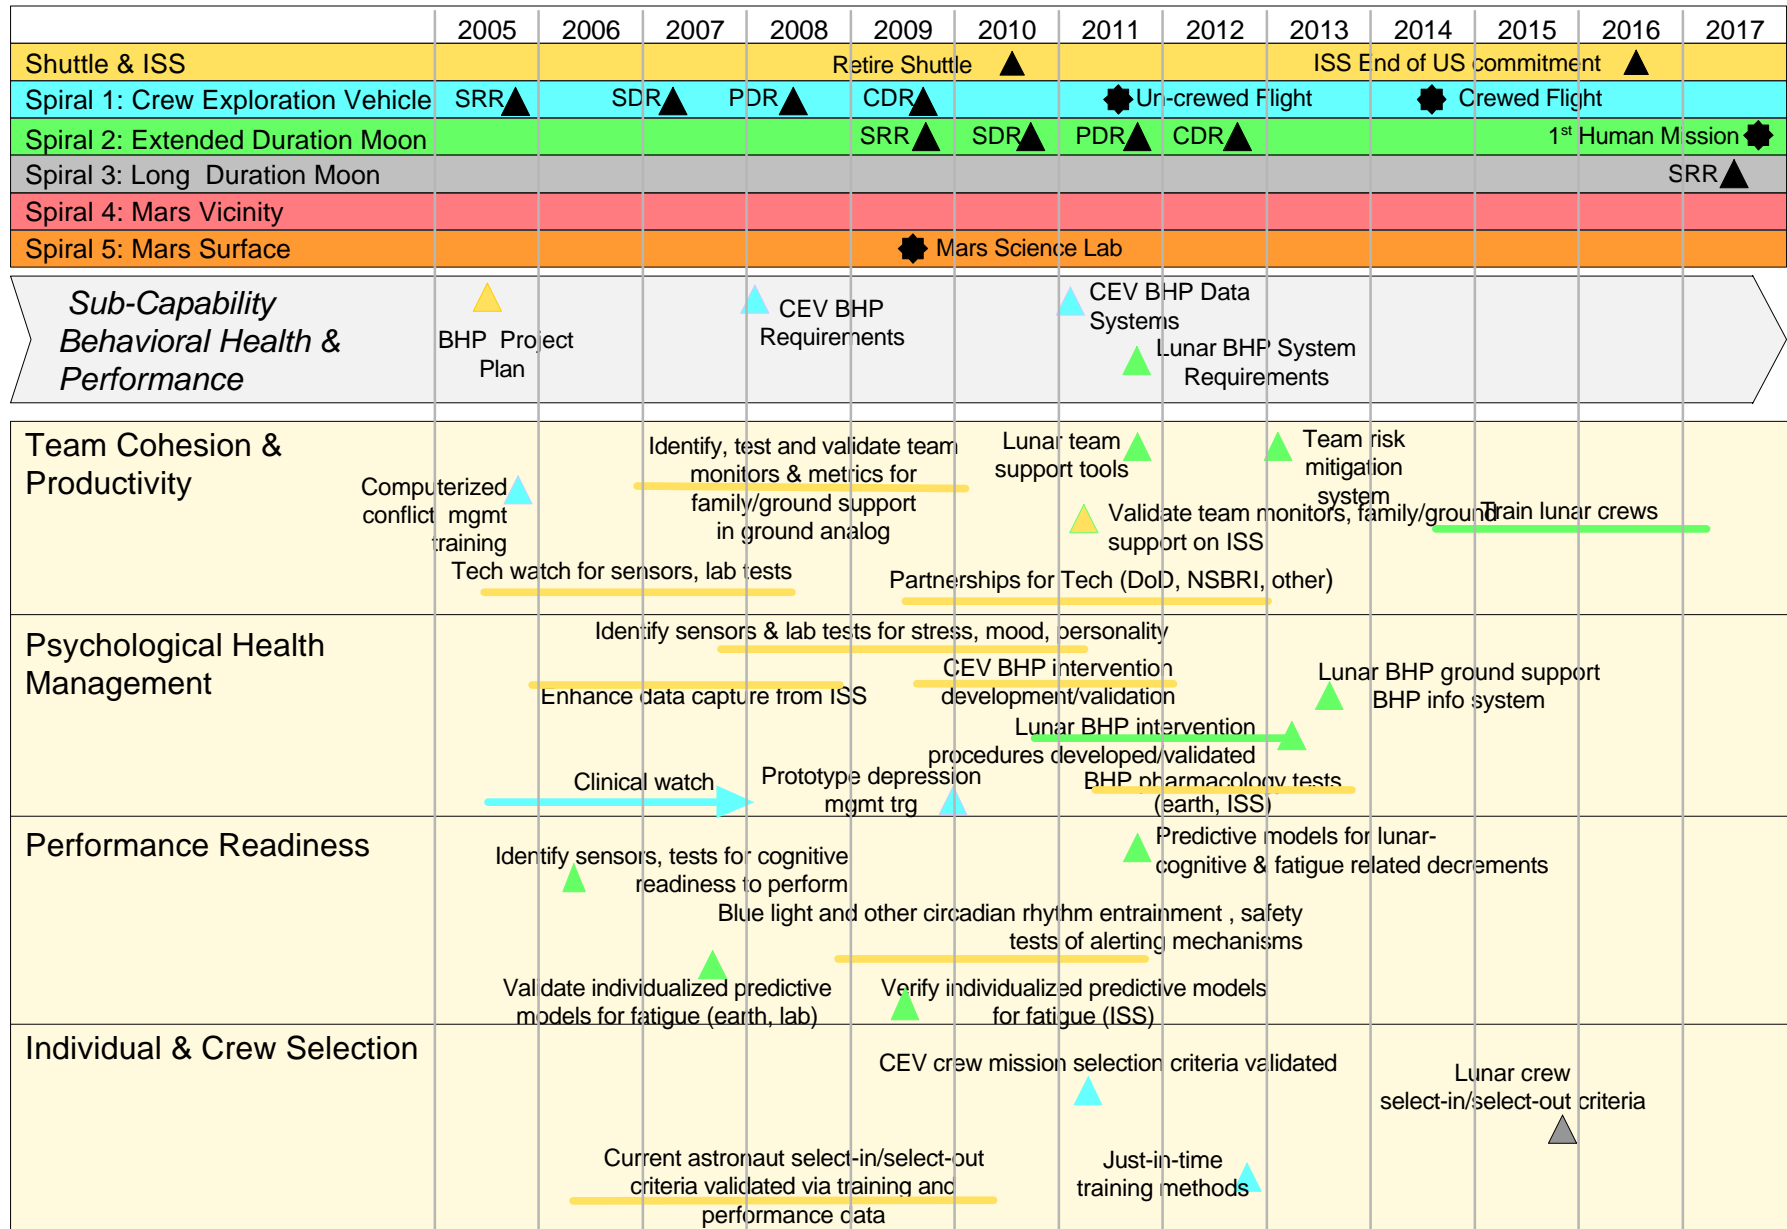 2005 2006 2007 2008 2009 2010 2011 2012 2013 2014 2015 2016 2017
Shuttle & ISS Retire Shuttle ISS End of US commitment
Spiral 1: Crew Exploration Vehicle SRR SDR PDR CDR Un-crewed Flight Crewed Flight
Spiral 2: Extended Duration Moon SRR SDR PDR CDR 1st Human Mission
Spiral 3: Long Duration Moon SRR
Spiral 4: Mars Vicinity
Spiral 5: Mars Surface Mars Science Lab
Sub-Capability
Behavioral Health &
Performance
BHP Project
Plan
CEV BHP
Requirements
CEV BHP Data
Systems
Lunar BHP System
Requirements
Team Cohesion &
Productivity
Computerized
conflict mgmt
training
Identify, test and validate team
monitors & metrics for
family/ground support
in ground analog
Lunar team
support tools
Team risk
mitigation
system
Validate team monitors, family/ground
support on ISS
Train lunar crews
Tech watch for sensors, lab tests
Partnerships for Tech (DoD, NSBRI, other)
Psychological Health
Management
Identify sensors & lab tests for stress, mood, personality
Enhance data capture from ISS
CEV BHP intervention
development/validation
Lunar BHP ground support
BHP info system
Lunar BHP intervention
procedures developed/validated
Clinical watch
Prototype depression
mgmt trg
BHP pharmacology tests
(earth, ISS)
Performance Readiness
Identify sensors, tests for cognitive
readiness to perform
Predictive models for lunar-
cognitive & fatigue related decrements
Blue light and other circadian rhythm entrainment , safety
tests of alerting mechanisms
Validate individualized predictive
models for fatigue (earth, lab)
Verify individualized predictive models
for fatigue (ISS)
Individual & Crew Selection
CEV crew mission selection criteria validated
Lunar crew
select-in/select-out criteria
Current astronaut select-in/select-out
criteria validated via training and
performance data
Just-in-time
training methods